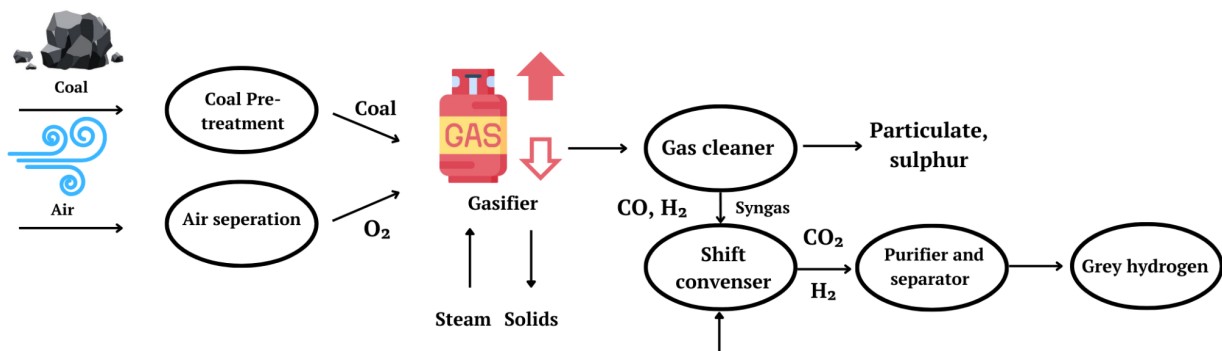 Coal
Coal Pre-
treatment
Coal
Air
Air seperation
O₂
GAS
Gasifier
Steam
Solids
Gas cleaner
Particulate,
sulphur
CO, H₂
Syngas
Shift
convenser
CO₂
H₂
Purifier and
separator
Grey hydrogen